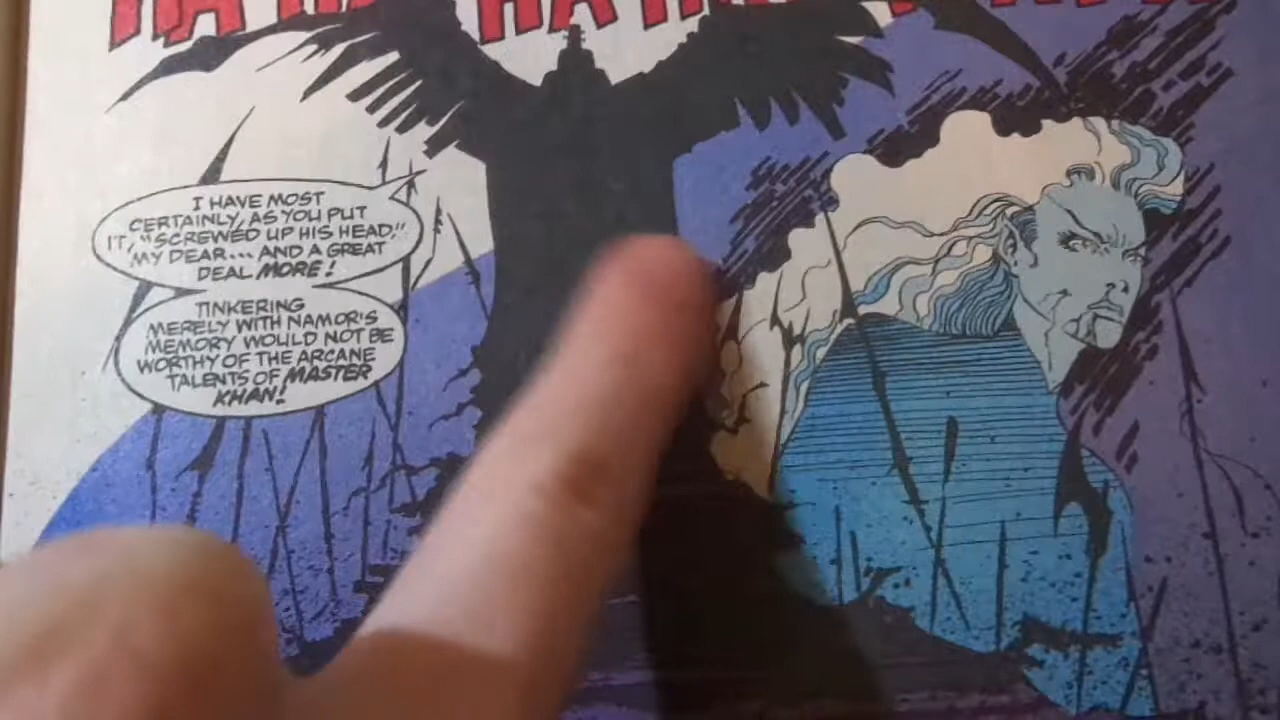 I HAVE MOST
CERTAINLY, AS YOU PUT
IT, "SCREWED UP HIS HEAD,"
MY DEAR... AND A GREAT
DEAL MORE!
TINKERING
MERELY WITH NAMOR'S
MEMORY WOULD NOT BE
WORTHY OF THE ARCANE
TALENTS OF MASTER
KHAN!